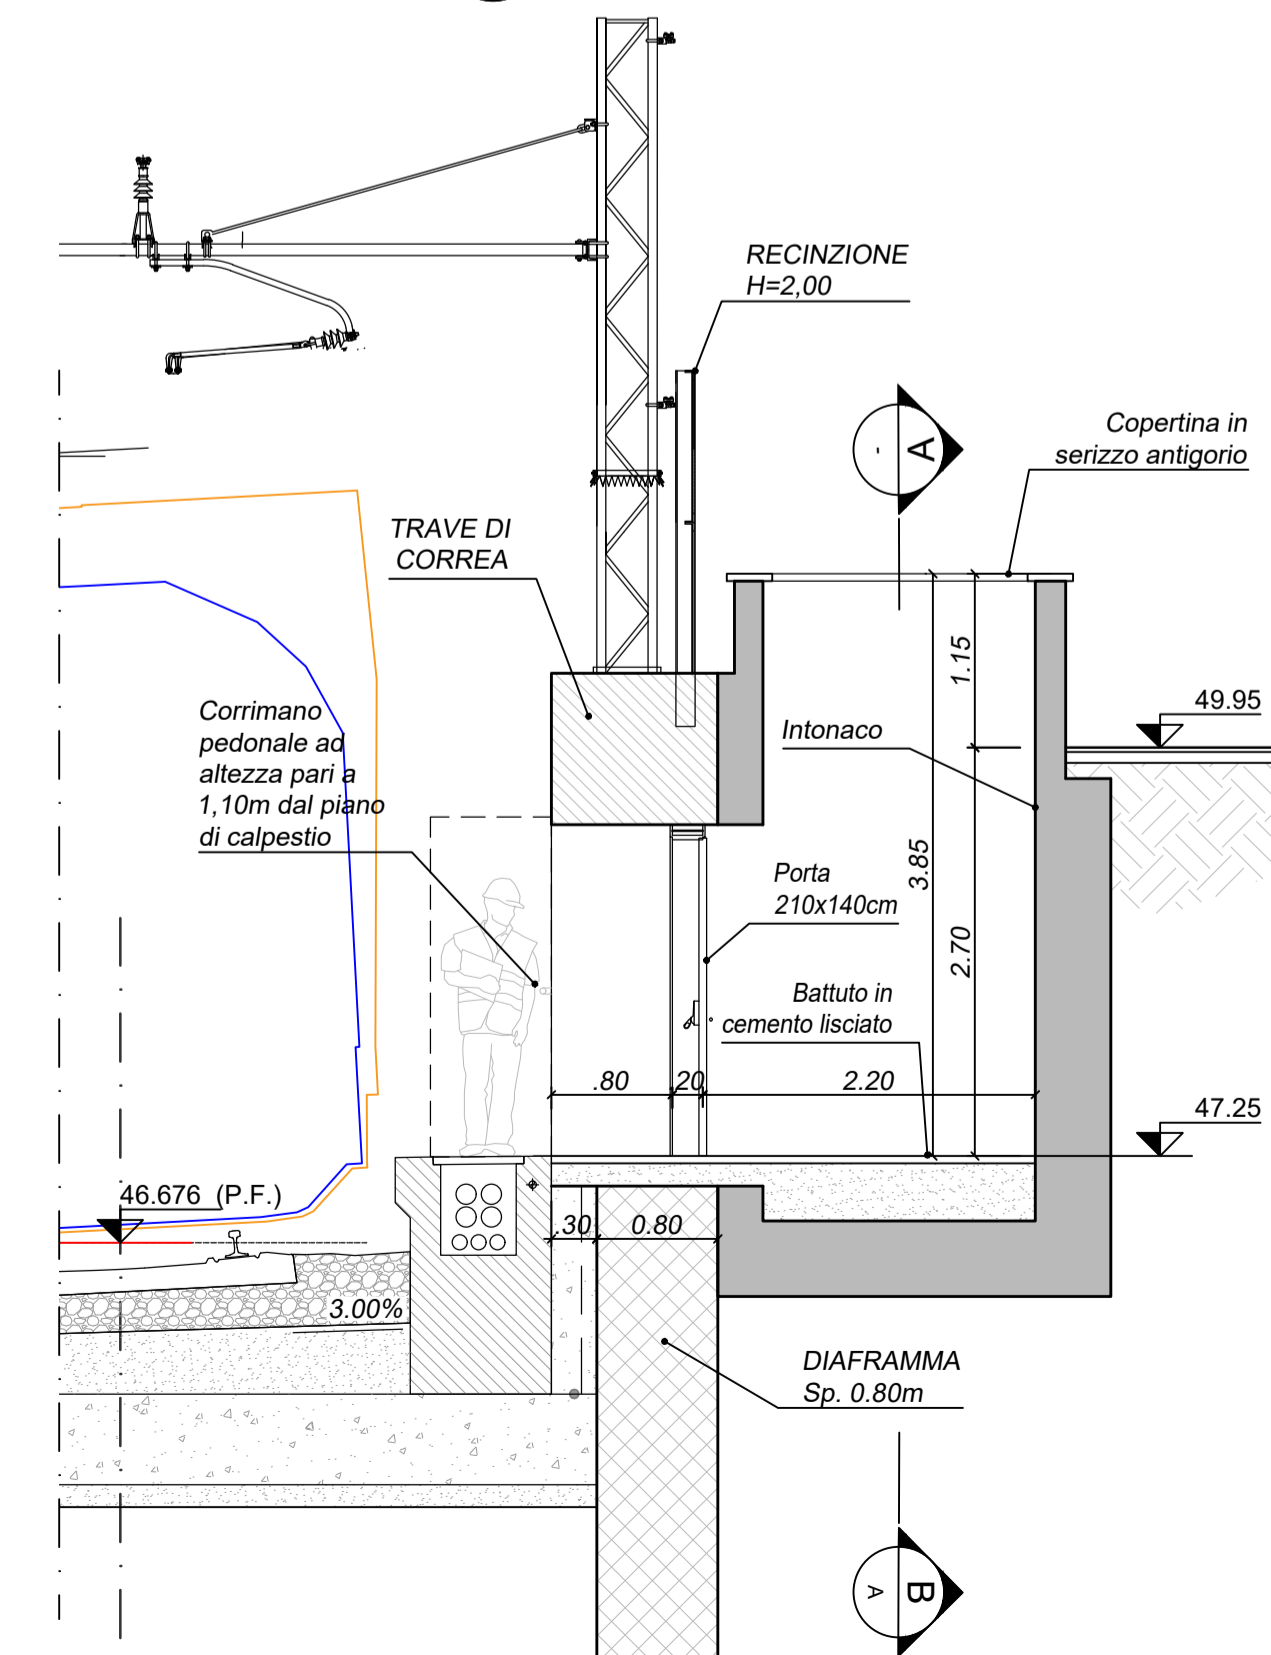 RECINZIONE
H=2,00
A
-
Copertina in
serizzo antigorio
TRAVE DI
CORREA
1.15
49.95
Corrimano
pedonale ad
altezza pari a
1,10m dal piano
di calpestio
Intonaco
3.85
Porta
210x140cm
2.70
Battuto in
cemento lisciato
.80
20
2.20
47.25
46.676 (P.F.)
.30
0.80
3.00%
DIAFRAMMA
Sp. 0.80m
B
A